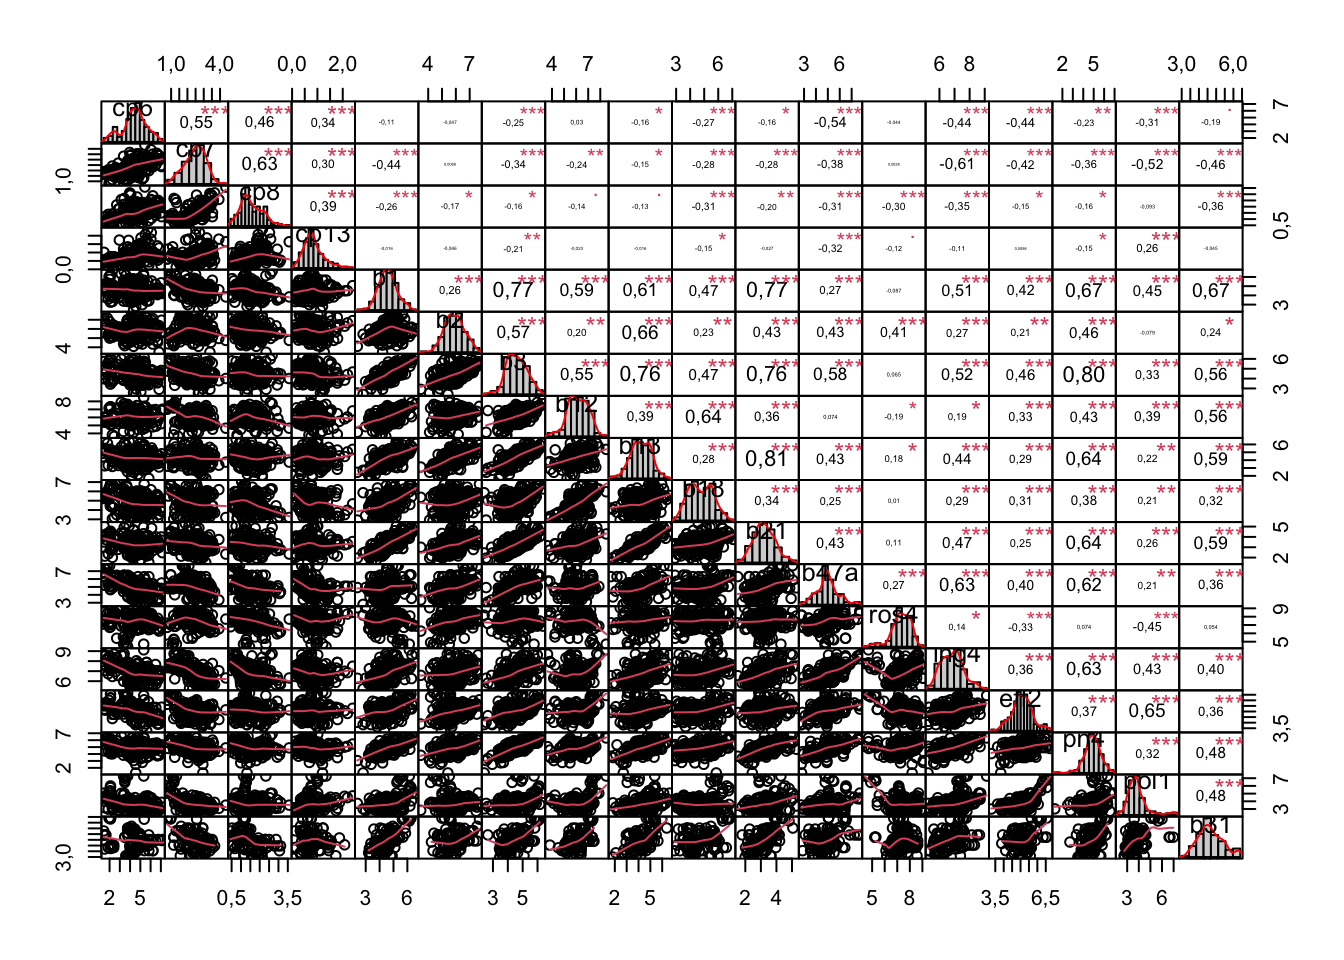 1,0 4,0 0,0 2,0 4 7 4 7 3 6 3 6 6 8 2 5 3,0 6,0
cp6 0,55 *** 0,46 *** 0,34 *** -0,11 -0,047 -0,25 *** 0,03 -0,16 * -0,27 *** -0,16 * -0,54 *** -0,044 -0,44 *** -0,44 *** -0,23 ** -0,31 *** -0,19 . 7 2
1,0 cp7 0,63 *** 0,30 *** -0,44 *** -0,34 *** -0,24 ** -0,15 * -0,28 *** -0,28 *** -0,38 *** -0,61 *** -0,42 *** -0,36 *** -0,52 *** -0,46 ***
cp8 0,39 *** -0,26 *** -0,17 * -0,16 * -0,14 . -0,13 . -0,31 *** -0,20 ** -0,31 *** -0,30 *** -0,35 *** -0,15 * -0,16 * -0,093 -0,36 *** 0,5
0,0 cp13 -0,016 -0,046 -0,21 ** -0,023 -0,016 -0,15 * -0,027 -0,32 *** -0,12 . -0,11 -0,15 * 0,26 *** -0,045
0,26 *** 0,77 *** 0,59 *** 0,61 *** 0,47 *** 0,77 *** 0,27 *** -0,087 0,51 *** 0,42 *** 0,67 *** 0,45 *** 0,67 *** 3
4 0,57 *** 0,20 ** 0,66 *** 0,23 ** 0,43 *** 0,43 *** 0,41 *** 0,27 *** 0,21 ** 0,46 *** -0,079 0,24 *
0,55 *** 0,76 *** 0,47 *** 0,76 *** 0,58 *** 0,065 0,52 *** 0,46 *** 0,80 *** 0,33 *** 0,56 *** 6 3
8 4 0,39 *** 0,64 *** 0,36 *** 0,074 -0,19 * 0,19 * 0,33 *** 0,43 *** 0,39 *** 0,56 ***
0,28 *** 0,81 *** 0,43 *** 0,18 * 0,44 *** 0,29 *** 0,64 *** 0,22 ** 0,59 *** 6 2
7 3 0,34 *** 0,25 *** 0,01 0,29 *** 0,31 *** 0,38 *** 0,21 ** 0,32 ***
b21 0,43 *** 0,11 0,47 *** 0,25 *** 0,64 *** 0,26 *** 0,59 *** 5 2
7 3 b47a 0,27 *** 0,63 *** 0,40 *** 0,62 *** 0,21 ** 0,36 ***
ros4 0,14 * -0,33 *** 0,074 -0,45 *** 0,054 9 5
9 6 ing4 0,36 *** 0,63 *** 0,43 *** 0,40 ***
0,37 *** 0,65 *** 0,36 *** 3,5
7 2 0,32 *** 0,48 ***
0,48 *** 7 3
3,0
2 5 0,5 3,5 3 6 3 5 2 5 2 4 5 8 3,5 6,5 3 6